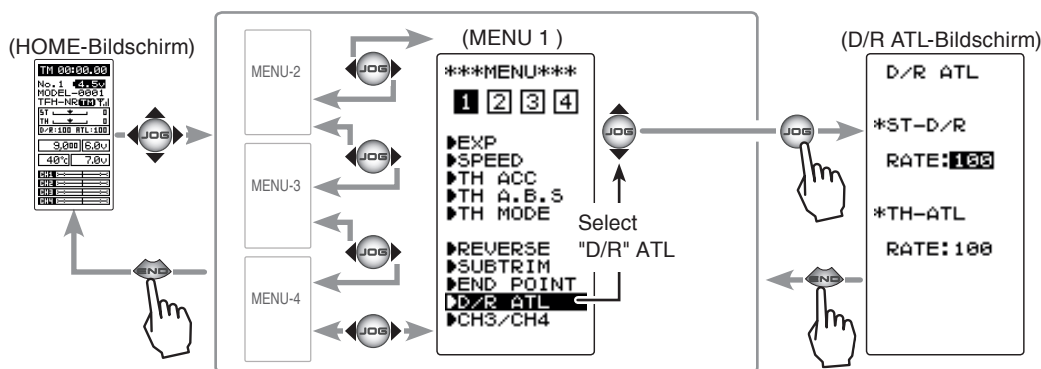 (HOME-Bildschirm)
TM 00:00.00
No.1 4.5V
MODEL-0001
TFH-NR TM
ST 0
TH 0
D/R:100 ATL:100
9,000 6.0V
40°C 7.0V
CH1
CH2
CH3
CH4
JOG
END
MENU-2
MENU-3
MENU-4
JOG
JOG
JOG
JOG
(MENU 1 )
***MENU***
1 2 3 4
EXP
SPEED
TH ACC
TH A.B.S
TH MODE
REVERSE
SUBTRIM
END POINT
D/R ATL
CH3/CH4
JOG
Select
"D/R" ATL
JOG
END
(D/R ATL-Bildschirm)
D/R ATL
*ST-D/R
RATE:100
*TH-ATL
RATE:100